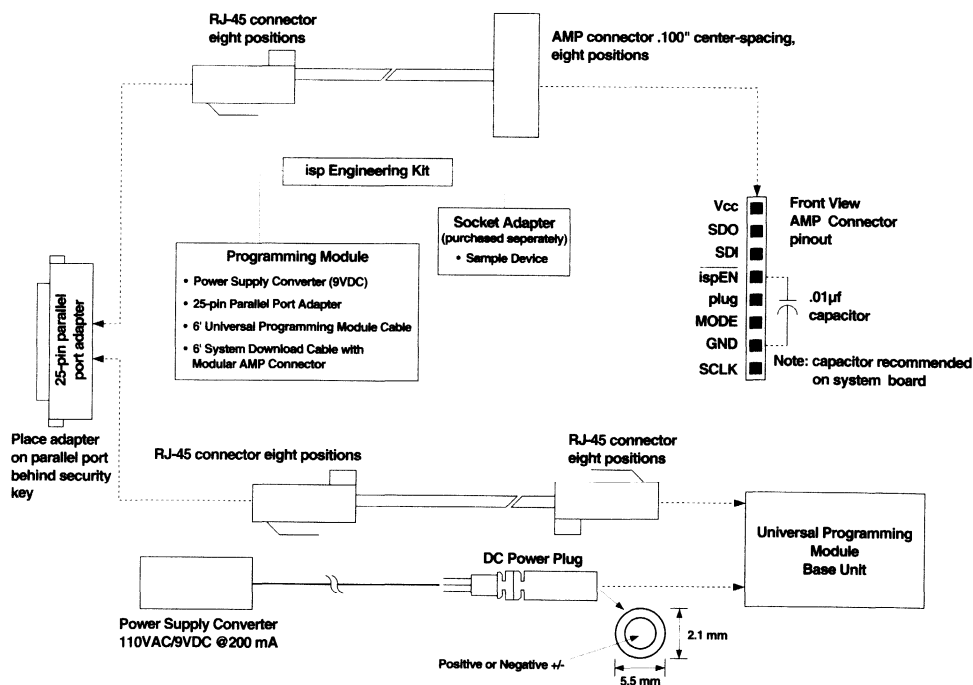 RJ-45 connector
eight positions
AMP connector .100" center-spacing,
eight positions
isp Engineering Kit
Socket Adapter
(purchased seperately)
• Sample Device
Programming Module
• Power Supply Converter (9VDC)
• 25-pin Parallel Port Adapter
• 6' Universal Programming Module Cable
• 6' System Download Cable with
Modular AMP Connector
Vcc
SDO
SDI
ispEN
plug
MODE
GND
SCLK
Front View
AMP Connector
pinout
.01µf
capacitor
Note: capacitor recommended
on system board
25-pin parallel
port adapter
Place adapter
on parallel port
behind security
key
RJ-45 connector eight positions
RJ-45 connector
eight positions
Universal Programming
Module
Base Unit
DC Power Plug
Power Supply Converter
110VAC/9VDC @200 mA
Positive or Negative +/-
2.1 mm
5.5 mm